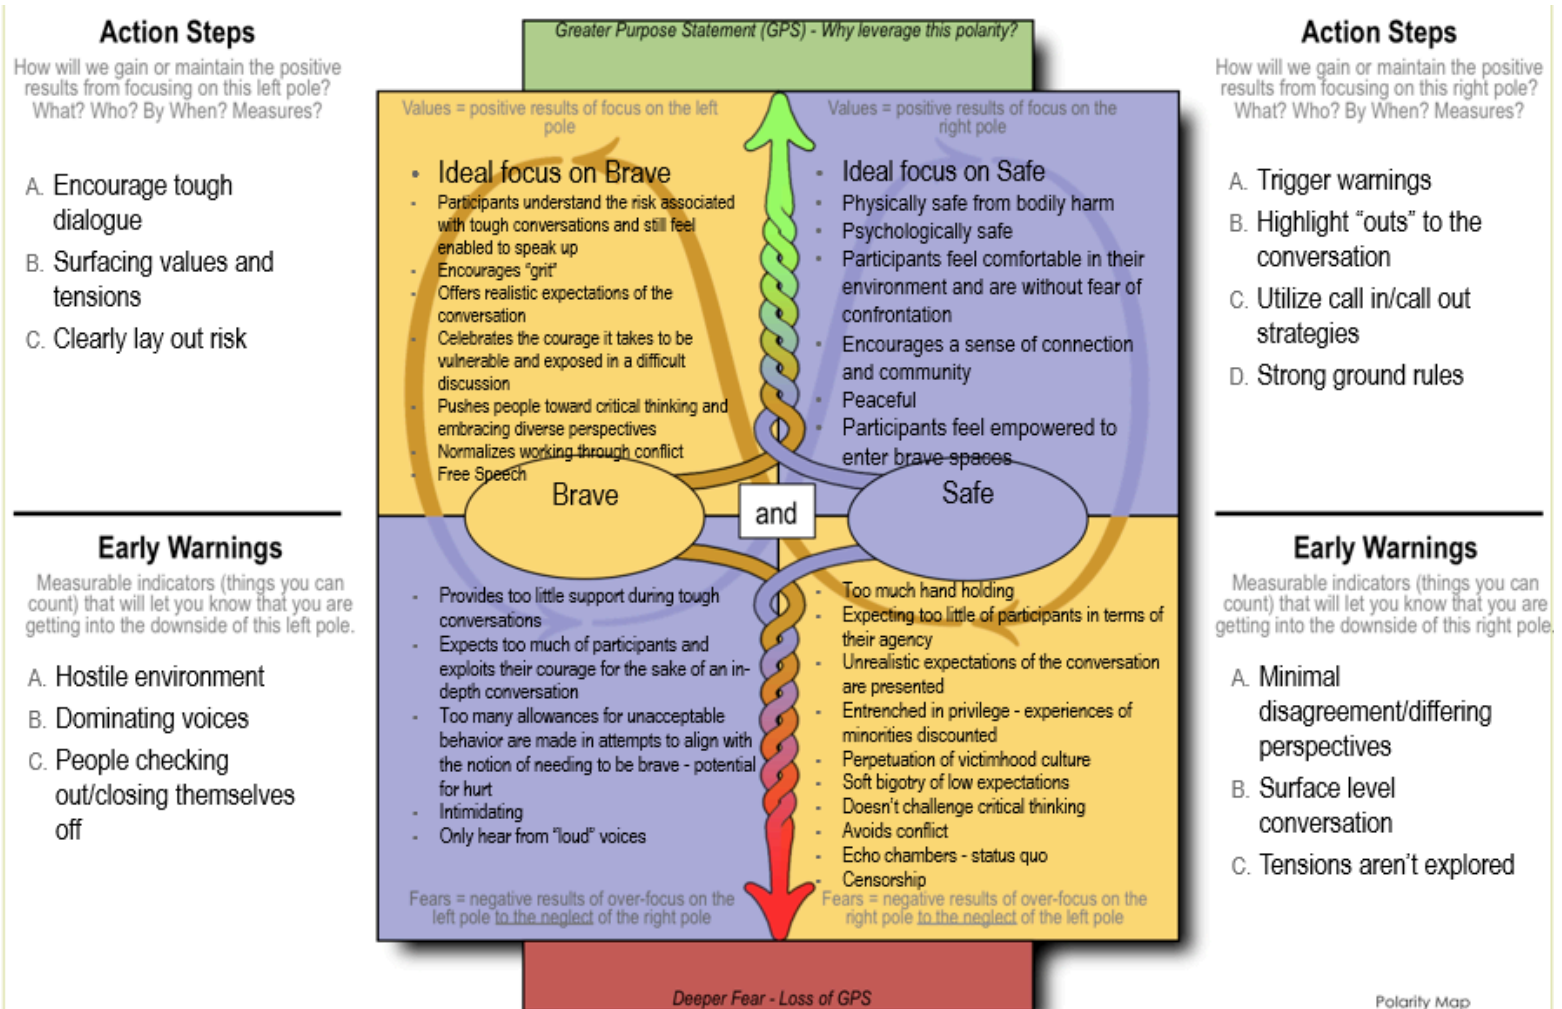 Action Steps
How will we gain or maintain the positive
results from focusing on this left pole?
What? Who? By When? Measures?
A. Encourage tough
dialogue
B. Surfacing values and
tensions
C. Clearly lay out risk
Early Warnings
Measurable indicators (things you can
count) that will let you know that you are
getting into the downside of this left pole.
A. Hostile environment
B. Dominating voices
C. People checking
out/closing themselves
off
Greater Purpose Statement (GPS) - Why leverage this polarity?
Values = positive results of focus on the left
pole
• Ideal focus on Brave
- Participants understand the risk associated
with tough conversations and still feel
enabled to speak up
- Encourages "grit"
- Offers realistic expectations of the
conversation
- Celebrates the courage it takes to be
vulnerable and exposed in a difficult
discussion
- Pushes people toward critical thinking and
embracing diverse perspectives
- Normalizes working through conflict
- Free Speech
Brave
and
Values = positive results of focus on the
right pole
• Ideal focus on Safe
• Physically safe from bodily harm
• Psychologically safe
• Participants feel comfortable in their
environment and are without fear of
confrontation
• Encourages a sense of connection
and community
• Peaceful
• Participants feel empowered to
enter brave spaces
Safe
- Provides too little support during tough
conversations
- Expects too much of participants and
exploits their courage for the sake of an in-
depth conversation
- Too many allowances for unacceptable
behavior are made in attempts to align with
the notion of needing to be brave - potential
for hurt
- Intimidating
- Only hear from "loud" voices
Fears = negative results of over-focus on the
left pole to the neglect of the right pole
- Too much hand holding
- Expecting too little of participants in terms of
their agency
- Unrealistic expectations of the conversation
are presented
- Entrenched in privilege - experiences of
minorities discounted
- Perpetuation of victimhood culture
- Soft bigotry of low expectations
- Doesn't challenge critical thinking
- Avoids conflict
- Echo chambers - status quo
- Censorship
Fears = negative results of over-focus on the
right pole to the neglect of the left pole
Deeper Fear - Loss of GPS
Action Steps
How will we gain or maintain the positive
results from focusing on this right pole?
What? Who? By When? Measures?
A. Trigger warnings
B. Highlight "outs" to the
conversation
C. Utilize call in/call out
strategies
D. Strong ground rules
Early Warnings
Measurable indicators (things you can
count) that will let you know that you are
getting into the downside of this right pole.
A. Minimal
disagreement/differing
perspectives
B. Surface level
conversation
C. Tensions aren't explored
Polarity Map